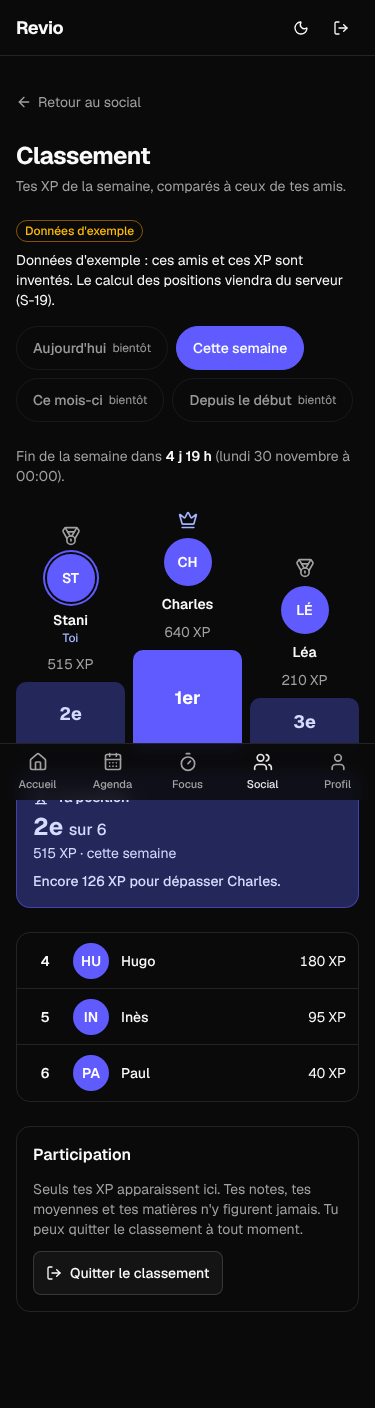 Revio
Retour au social
Classement
Tes XP de la semaine, comparés à ceux de tes amis.
Données d'exemple
Données d'exemple : ces amis et ces XP sont
inventés. Le calcul des positions viendra du serveur
(S-19).
Aujourd'hui bientôt
Cette semaine
Ce mois-ci bientôt
Depuis le début bientôt
Fin de la semaine dans 4 j 19 h (lundi 30 novembre à
00:00).
ST
Stani
Toi
515 XP
2e
CH
Charles
640 XP
1er
LÉ
Léa
210 XP
3e
Accueil
Agenda
Focus
Social
Profil
Ta position
2e sur 6
515 XP · cette semaine
Encore 126 XP pour dépasser Charles.
4 HU Hugo 180 XP
5 IN Inès 95 XP
6 PA Paul 40 XP
Participation
Seuls tes XP apparaissent ici. Tes notes, tes
moyennes et tes matières n'y figurent jamais. Tu
peux quitter le classement à tout moment.
Quitter le classement